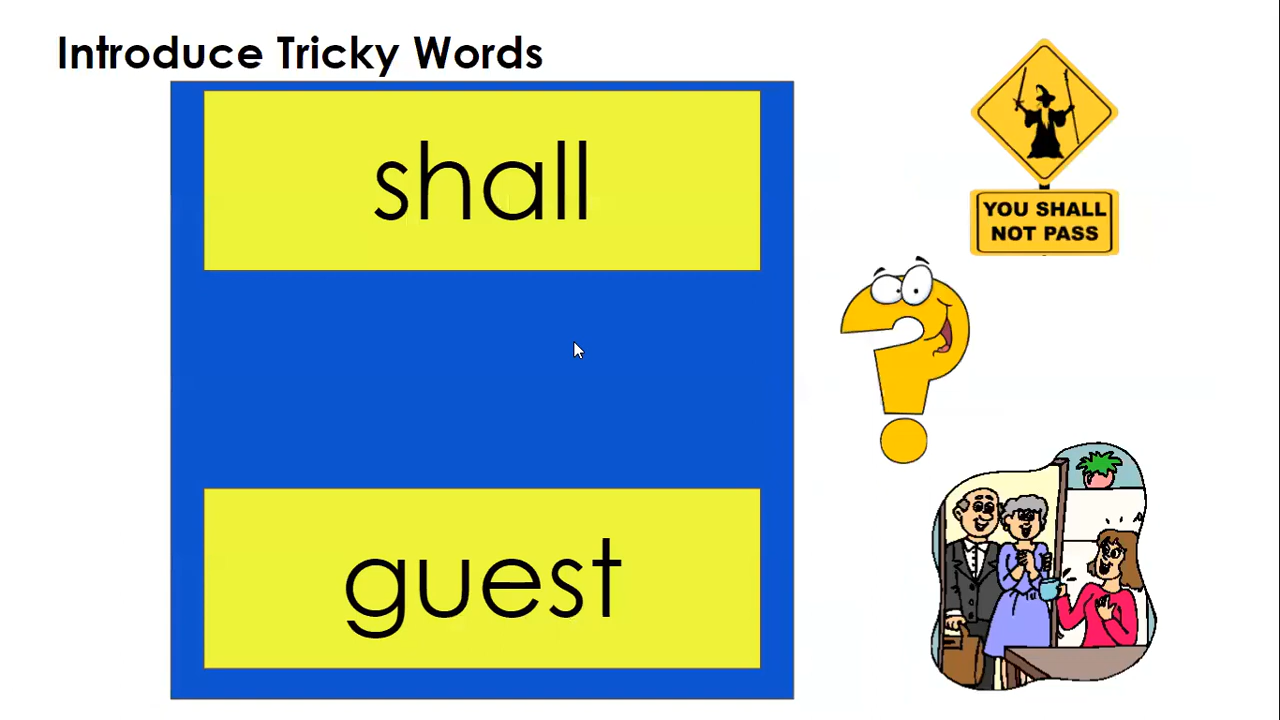 Introduce Tricky Words
shall
YOU SHALL
NOT PASS
guest